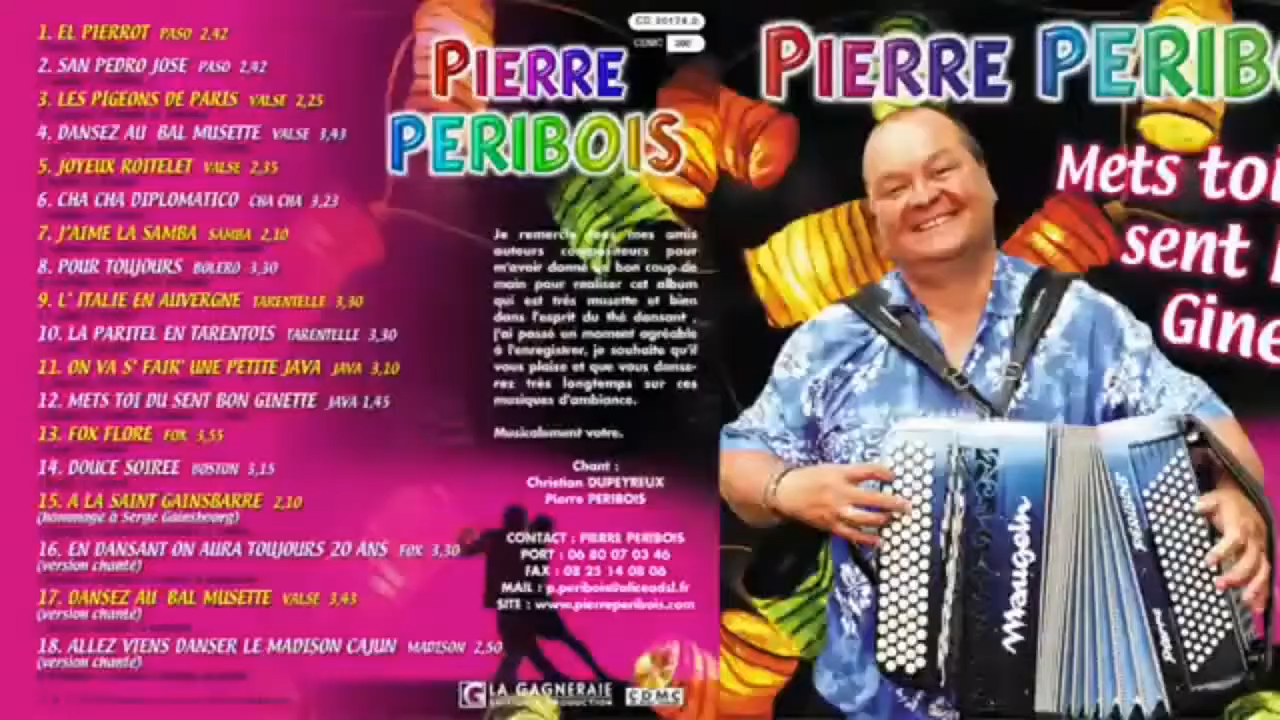 1. EL PIERROT PASO 2,42
2. SAN PEDRO JOSE PASO 2,42
3. LES PIGEONS DE PARIS VALSE 2,25
4. DANSEZ AU BAL MUSETTE VALSE 3,43
5. JOYEUX ROITELET VALSE 2,35
6. CHA CHA DIPLOMATICO CHA CHA 3,23
7. J'AIME LA SAMBA SAMBA 2,10
8. POUR TOUJOURS BOLERO 3,30
9. L' ITALIE EN AUVERGNE TARENTELLE 3,30
10. LA PARITEL EN TARENTOIS TARENTELLE 3,30
11. ON VA S' FAIR' UNE PETITE JAVA JAVA 3,10
12. METS TOI DU SENT BON GINETTE JAVA 1,45
13. FOX FLORE FOX 3,55
14. DOUCE SOIREE BOSTON 3,15
15. A LA SAINT GAINSBARRE 2,10
(hommage à Serge Gainsbourg)
16. EN DANSANT ON AURA TOUJOURS 20 ANS FOX 3,30
(version chanté)
17. DANSEZ AU BAL MUSETTE VALSE 3,43
(version chanté)
18. ALLEZ VIENS DANSER LE MADISON CAJUN MADISON 2,50
(version chanté)
CDMC
PIERRE
PERIBOIS
Je remercie tous mes amis
auteurs compositeurs pour
m'avoir donné un bon coup de
main pour realiser cet album
qui est trés musette et bien
dans l'esprit du thé dansant .
j'ai passé un moment agréable
à l'enregistrer, je souhaite qu'il
vous plaise et que vous danse-
rez très longtemps sur ces
musiques d'ambiance.
Musicalement votre.
Chant :
Christian DUPEYREUX
Pierre PERIBOIS
CONTACT : PIERRE PERIBOIS
PORT : 06 80 07 03 46
FAX : 08 25 14 08 06
MAIL : p.peribois@aliceadsl.fr
SITE : www.pierreperibois.com
LA GAGNERAIE
CDMC
PIERRE PERIBO
Mets toi
sent
Gine
Maugein